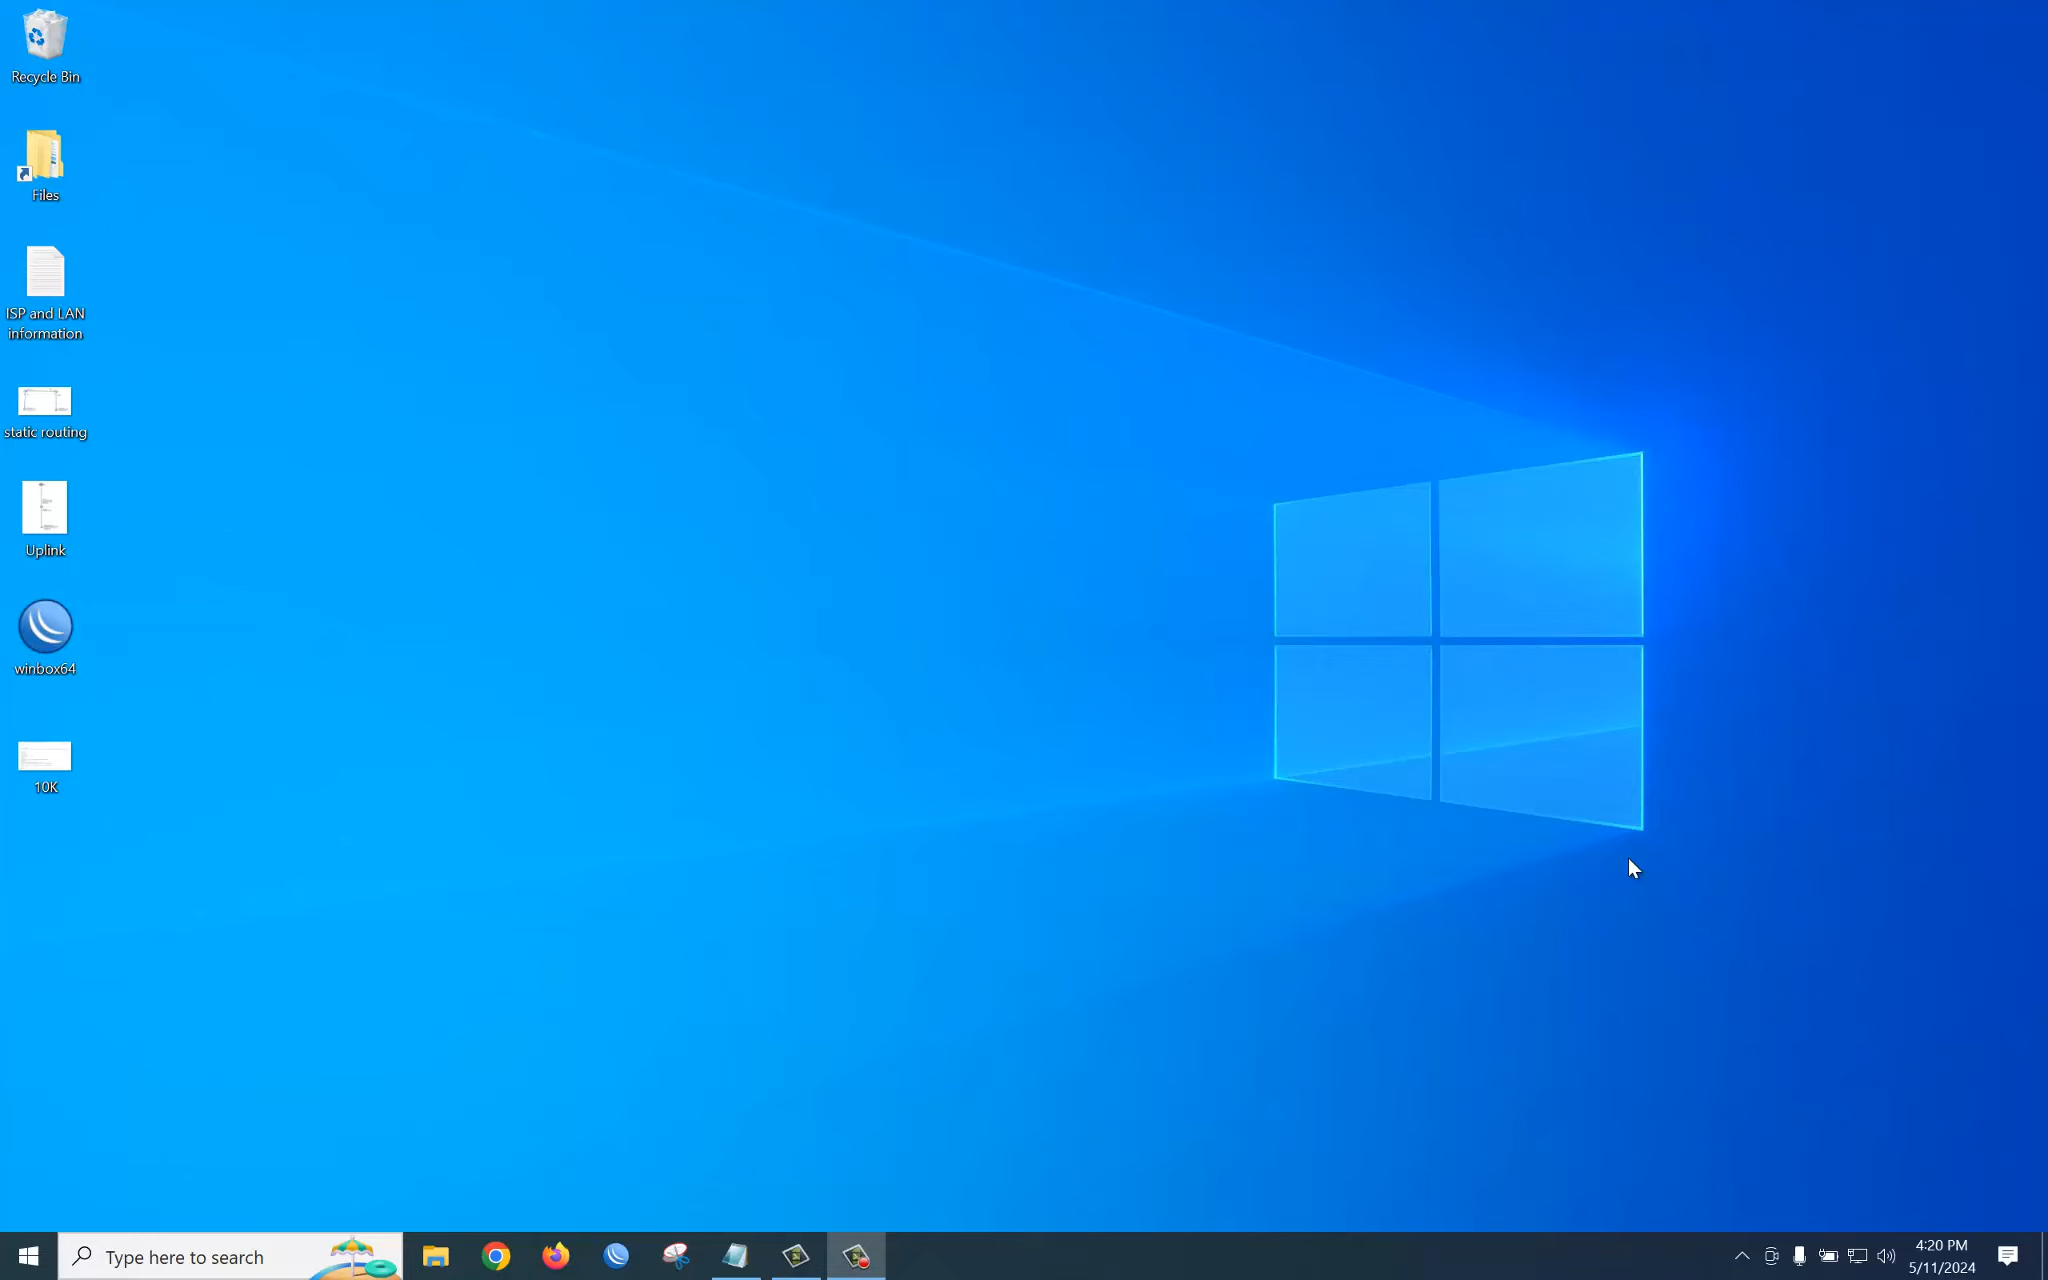 Recycle Bin
Files
ISP and LAN
information
static routing
Uplink
winbox64
10K
Type here to search
4:20 PM
5/11/2024